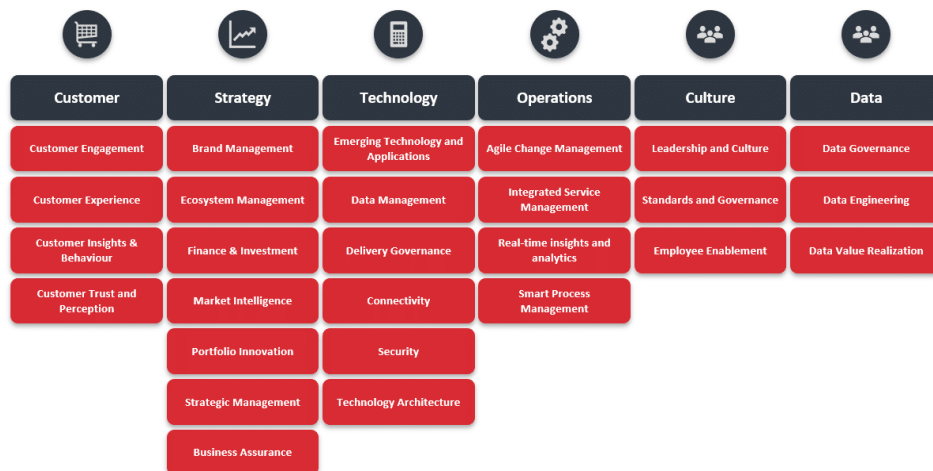 Customer
Strategy
Technology
Operations
Culture
Data
Customer Engagement
Brand Management
Emerging Technology and
Applications
Agile Change Management
Leadership and Culture
Data Governance
Customer Experience
Ecosystem Management
Data Management
Integrated Service
Management
Standards and Governance
Data Engineering
Customer Insights &
Behaviour
Finance & Investment
Delivery Governance
Real-time insights and
analytics
Employee Enablement
Data Value Realization
Customer Trust and
Perception
Market Intelligence
Connectivity
Smart Process
Management
Portfolio Innovation
Security
Strategic Management
Technology Architecture
Business Assurance